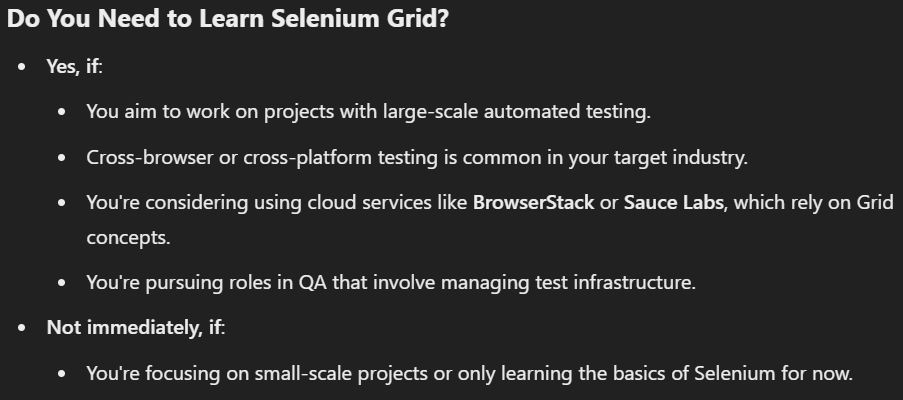 Do You Need to Learn Selenium Grid?
• Yes, if:
• You aim to work on projects with large-scale automated testing.
• Cross-browser or cross-platform testing is common in your target industry.
• You're considering using cloud services like BrowserStack or Sauce Labs, which rely on Grid
concepts.
• You're pursuing roles in QA that involve managing test infrastructure.
• Not immediately, if:
• You're focusing on small-scale projects or only learning the basics of Selenium for now.